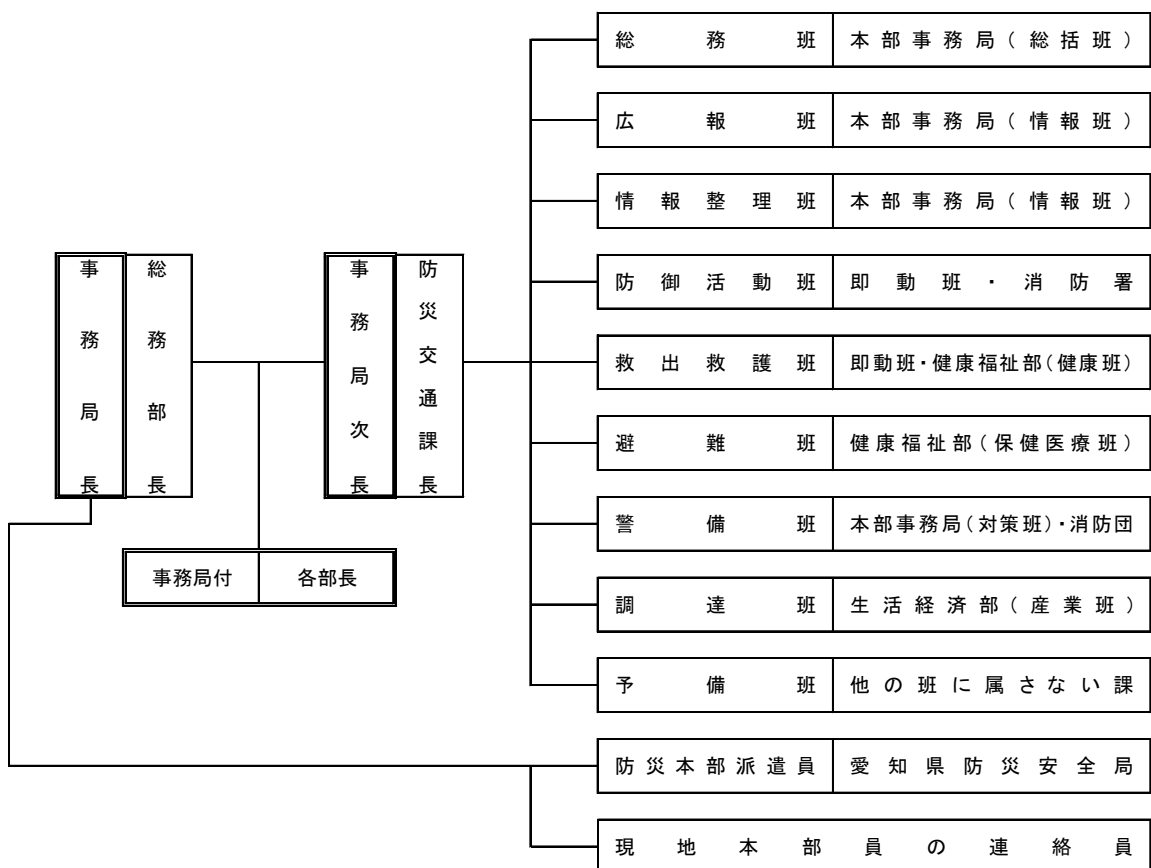 総務班 本部事務局(総括班)
広報班 本部事務局(情報班)
情報整理班 本部事務局(情報班)
防御活動班 即動班・消防署
救出救護班 即動班・健康福祉部(健康班)
避難班 健康福祉部(保健医療班)
警備班 本部事務局(対策班)・消防団
調達班 生活経済部(産業班)
予備班 他の班に属さない課
防災本部派遣員 愛知県防災安全局
現地本部員の連絡員
事務局長
総務部長
事務局次長
防災交通課長
事務局付 各部長